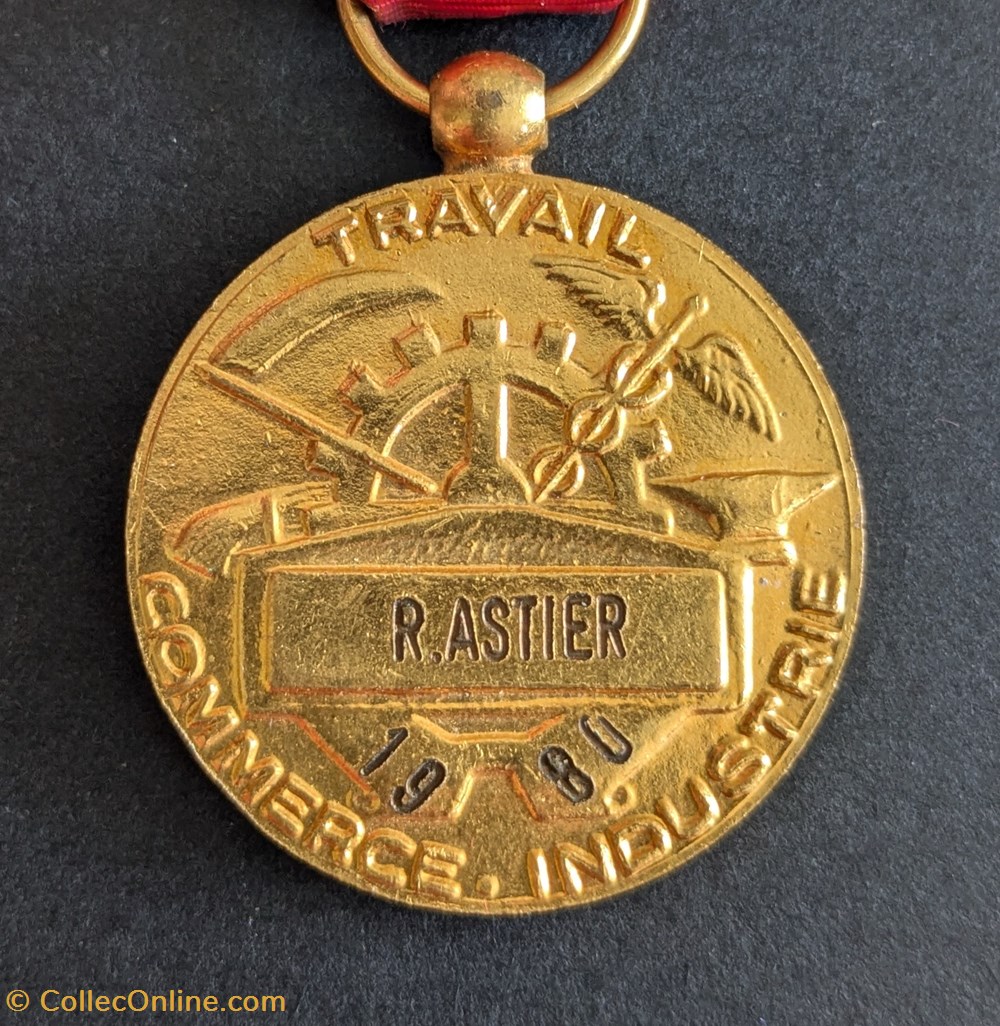 TRAVAIL
R.ASTIER
1980
COMMERCE. INDUSTRIE
© CollecOnline.com